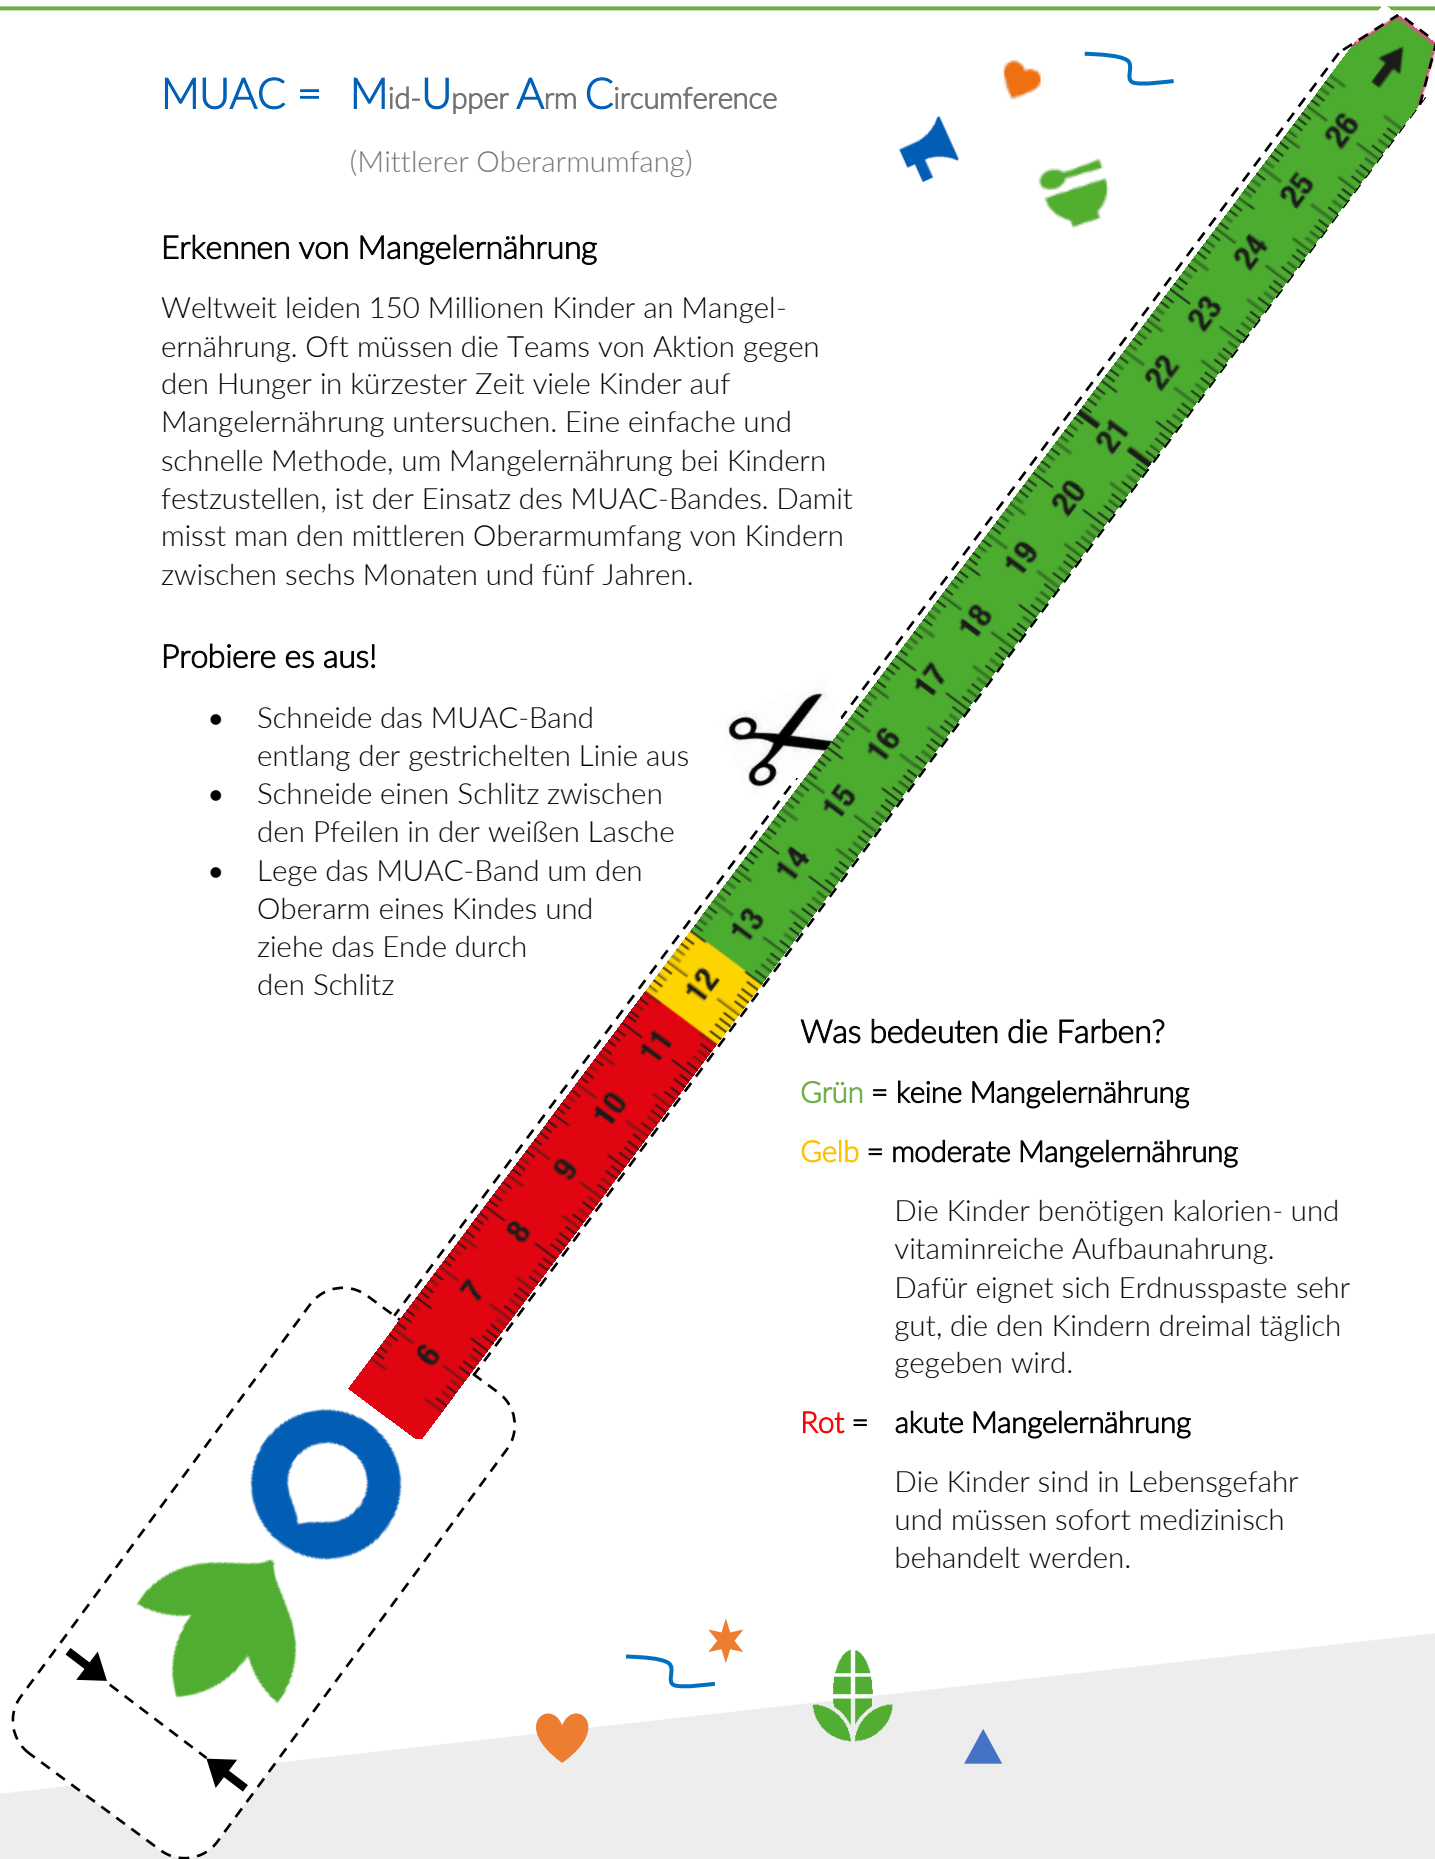 MUAC = Mid-Upper Arm Circumference
(Mittlerer Oberarmumfang)
Erkennen von Mangelernährung
Weltweit leiden 150 Millionen Kinder an Mangel-
ernährung. Oft müssen die Teams von Aktion gegen
den Hunger in kürzester Zeit viele Kinder auf
Mangelernährung untersuchen. Eine einfache und
schnelle Methode, um Mangelernährung bei Kindern
festzustellen, ist der Einsatz des MUAC-Bandes. Damit
misst man den mittleren Oberarmumfang von Kindern
zwischen sechs Monaten und fünf Jahren.
Probiere es aus!
• Schneide das MUAC-Band
entlang der gestrichelten Linie aus
• Schneide einen Schlitz zwischen
den Pfeilen in der weißen Lasche
• Lege das MUAC-Band um den
Oberarm eines Kindes und
ziehe das Ende durch
den Schlitz
6 7 8 9 10 11 12 13 14 15 16 17 18 19 20 21 22 23 24 25 26
Was bedeuten die Farben?
Grün = keine Mangelernährung
Gelb = moderate Mangelernährung
Die Kinder benötigen kalorien- und
vitaminreiche Aufbaunahrung.
Dafür eignet sich Erdnusspaste sehr
gut, die den Kindern dreimal täglich
gegeben wird.
Rot = akute Mangelernährung
Die Kinder sind in Lebensgefahr
und müssen sofort medizinisch
behandelt werden.